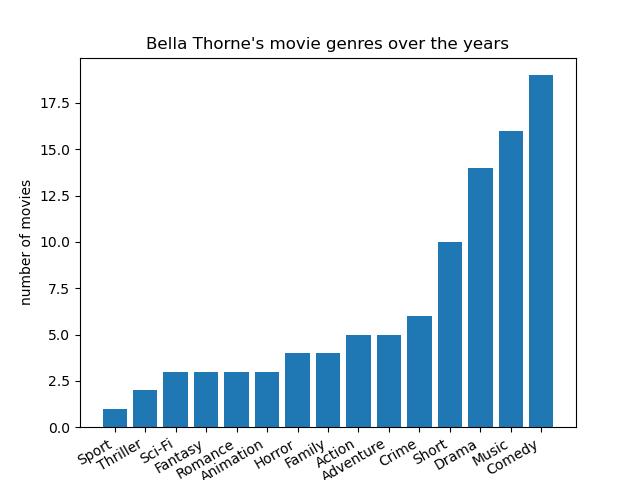 Bella Thorne's movie genres over the years
number of movies
17.5
15.0
12.5
10.0
7.5
5.0
2.5
0.0
Sport
Thriller
Sci-Fi
Fantasy
Romance
Animation
Horror
Family
Action
Adventure
Crime
Short
Drama
Music
Comedy